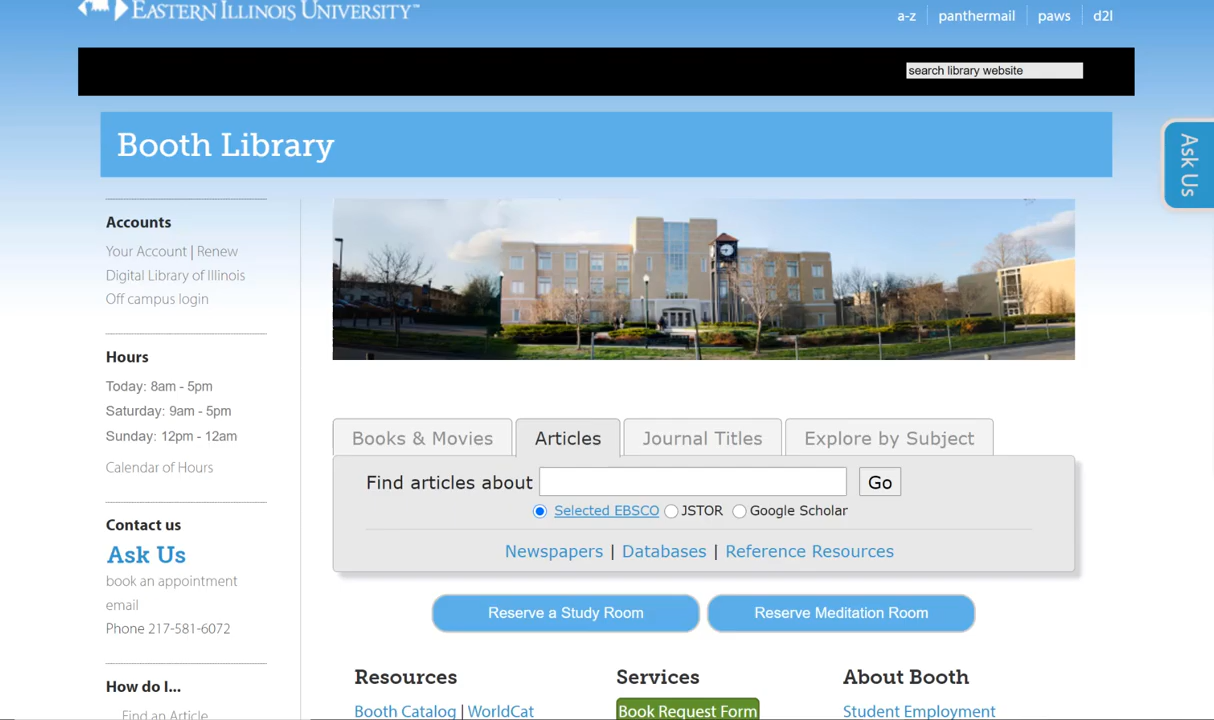 EASTERN ILLINOIS UNIVERSITY™
a-z
panthermail
paws
d2l
search library website
Booth Library
Ask Us
Accounts
Your Account | Renew
Digital Library of Illinois
Off campus login
Hours
Today: 8am - 5pm
Saturday: 9am - 5pm
Sunday: 12pm - 12am
Calendar of Hours
Contact us
Ask Us
book an appointment
email
Phone 217-581-6072
How do I...
Find an Article
Books & Movies
Articles
Journal Titles
Explore by Subject
Find articles about
Go
Selected EBSCO
JSTOR
Google Scholar
Newspapers | Databases | Reference Resources
Reserve a Study Room
Reserve Meditation Room
Resources
Booth Catalog | WorldCat
Services
Book Request Form
About Booth
Student Employment